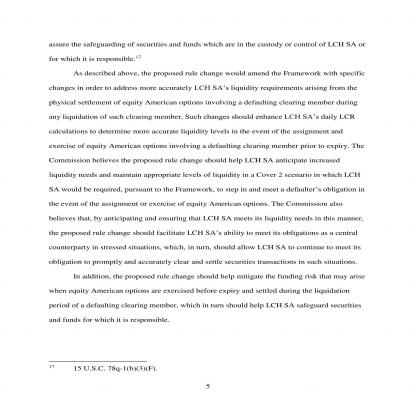 assure the safeguarding of securities and funds which are in the custody or control of LCH SA or
for which it is responsible.17
As described above, the proposed rule change would amend the Framework with specific
changes in order to address more accurately LCH SA's liquidity requirements arising from the
physical settlement of equity American options involving a defaulting clearing member during
any liquidation of such clearing member. Such changes should enhance LCH SA's daily LCR
calculations to determine more accurate liquidity levels in the event of the assignment and
exercise of equity American options involving a defaulting clearing member prior to expiry. The
Commission believes the proposed rule change should help LCH SA anticipate increased
liquidity needs and maintain appropriate levels of liquidity in a Cover 2 scenario in which LCH
SA would be required, pursuant to the Framework, to step in and meet a defaulter's obligation in
the event of the assignment or exercise of equity American options. The Commission also
believes that, by anticipating and ensuring that LCH SA meets its liquidity needs in this manner,
the proposed rule change should facilitate LCH SA's ability to meet its obligations as a central
counterparty in stressed situations, which, in turn, should allow LCH SA to continue to meet its
obligation to promptly and accurately clear and settle securities transactions in such situations.
In addition, the proposed rule change should help mitigate the funding risk that may arise
when equity American options are exercised before expiry and settled during the liquidation
period of a defaulting clearing member, which in turn should help LCH SA safeguard securities
and funds for which it is responsible.
17 15 U.S.C. 78q-1(b)(3)(F).
5